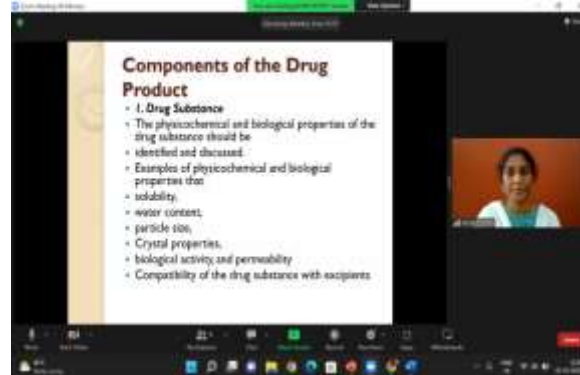 Components of the Drug
Product
1. Drug Substance
The physicochemical and biological properties of the
drug substance should be
identified and discussed.
Examples of physicochemical and biological
properties that
solubility,
water content,
particle size,
Crystal properties,
biological activity, and permeability
Compatibility of the drug substance with excipients